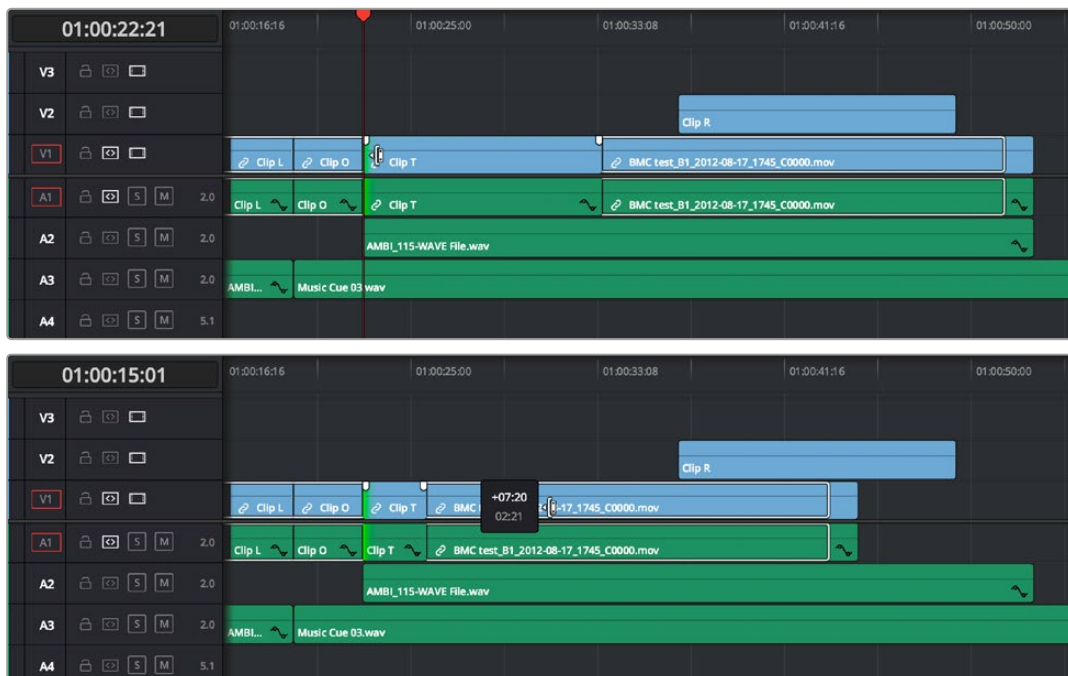 01:00:22:21
01:00:16:16 01:00:25:00 01:00:33:08 01:00:41:16 01:00:50:00
V3
V2
Clip R
V1 Clip L Clip O Clip T BMC test_B1_2012-08-17_1745_C0000.mov
A1 S M 2.0 Clip L Clip O Clip T BMC test_B1_2012-08-17_1745_C0000.mov
A2 S M 2.0
AMBI_115-WAVE File.wav
A3 S M 2.0 AMBI... Music Cue 03.wav
A4 S M 5.1
01:00:15:01
01:00:16:16 01:00:25:00 01:00:33:08 01:00:41:16 01:00:50:00
V3
V2
Clip R
+07:20
V1 Clip L Clip O Clip T BMC -17_1745_C0000.mov
02:21
A1 S M 2.0 Clip L Clip O Clip T BMC test_B1_2012-08-17_1745_C0000.mov
A2 S M 2.0
AMBI_115-WAVE File.wav
A3 S M 2.0 AMBI... Music Cue 03.wav
A4 S M 5.1